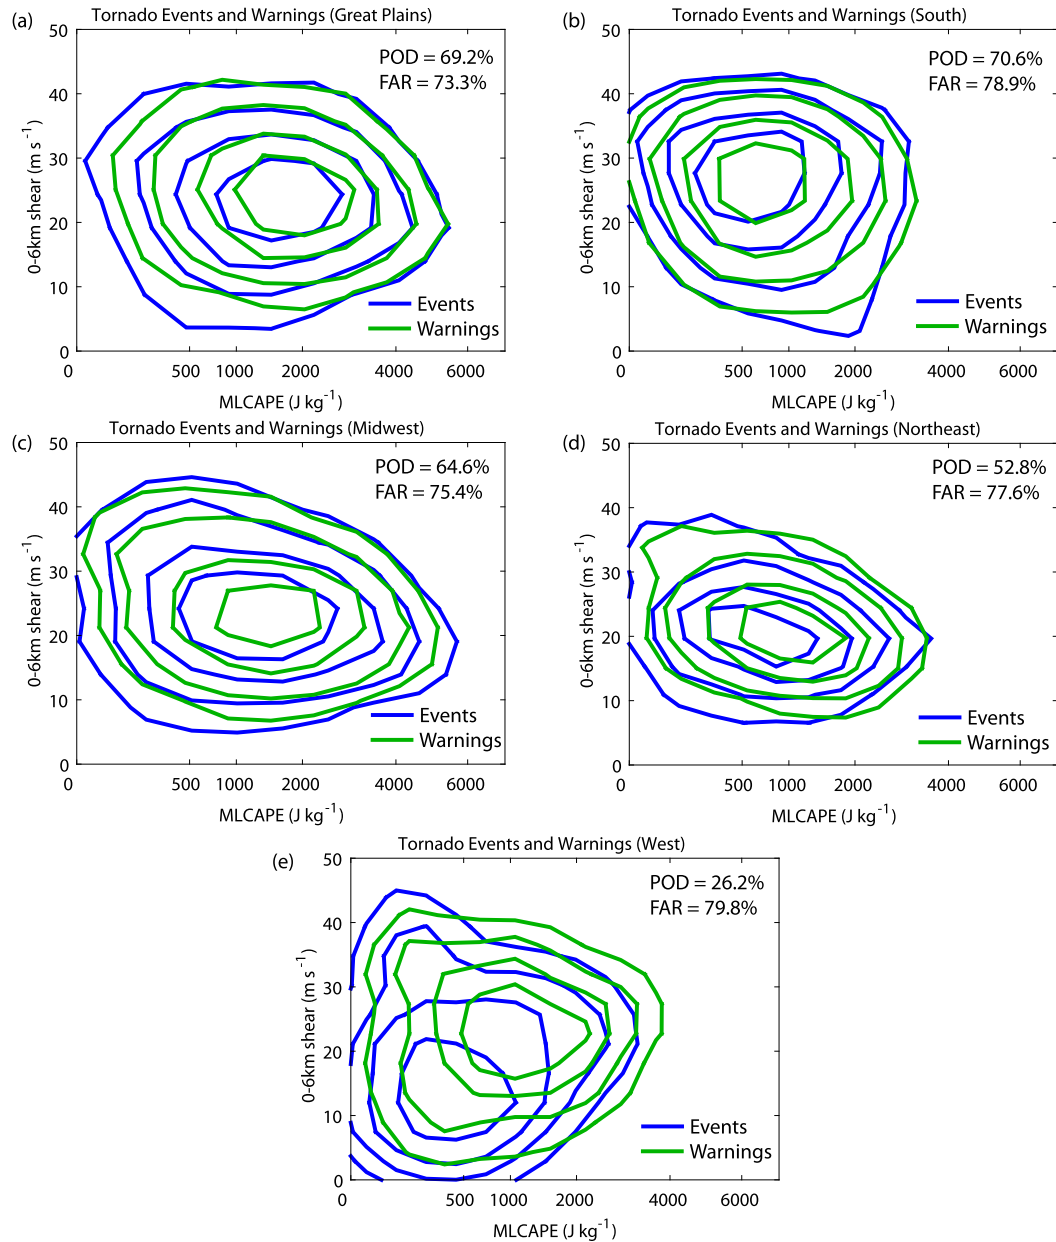 (a)
Tornado Events and Warnings (Great Plains)
POD = 69.2%
FAR = 73.3%
50
40
30
20
10
0
0-6km shear (m s⁻¹)
Events
Warnings
0 500 1000 2000 4000 6000
MLCAPE (J kg⁻¹)
(b)
Tornado Events and Warnings (South)
POD = 70.6%
FAR = 78.9%
50
40
30
20
10
0
0-6km shear (m s⁻¹)
Events
Warnings
0 500 1000 2000 4000 6000
MLCAPE (J kg⁻¹)
(c)
Tornado Events and Warnings (Midwest)
POD = 64.6%
FAR = 75.4%
50
40
30
20
10
0
0-6km shear (m s⁻¹)
Events
Warnings
0 500 1000 2000 4000 6000
MLCAPE (J kg⁻¹)
(d)
Tornado Events and Warnings (Northeast)
POD = 52.8%
FAR = 77.6%
50
40
30
20
10
0
0-6km shear (m s⁻¹)
Events
Warnings
0 500 1000 2000 4000 6000
MLCAPE (J kg⁻¹)
(e)
Tornado Events and Warnings (West)
POD = 26.2%
FAR = 79.8%
50
40
30
20
10
0
0-6km shear (m s⁻¹)
Events
Warnings
0 500 1000 2000 4000 6000
MLCAPE (J kg⁻¹)